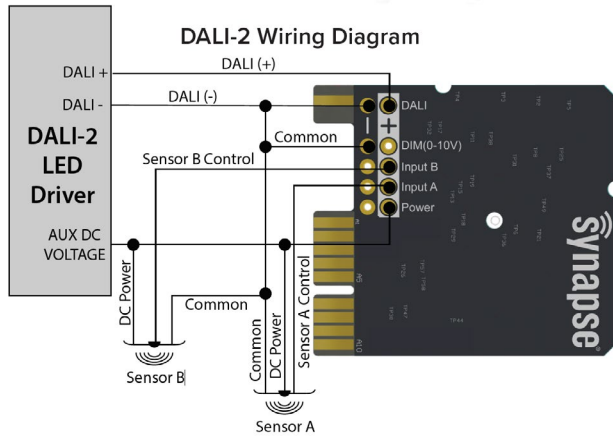 DALI-2 Wiring Diagram
DALI +
DALI (+)
DALI -
DALI (-)
DALI
− +
DALI-2
LED
Driver
Common
DIM(0-10V)
Sensor B Control
Input B
Input A
Power
AUX DC
VOLTAGE
DC Power
Common
Common
DC Power
Sensor A Control
synapse
Sensor B
Sensor A